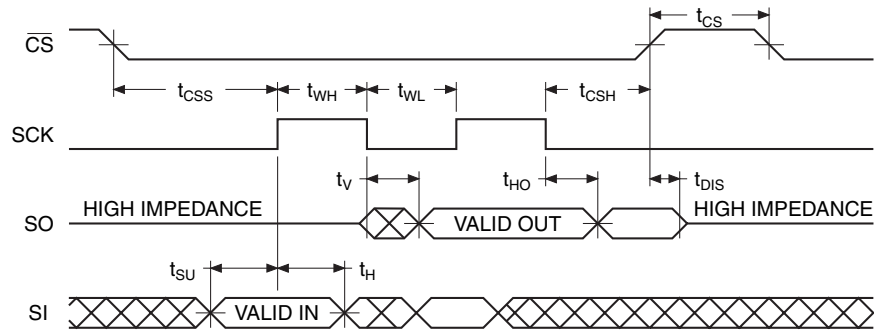 t_CS
CS
t_CSS t_WH t_WL t_CSH
SCK
t_V t_HO t_DIS
HIGH IMPEDANCE HIGH IMPEDANCE
SO VALID OUT
t_SU t_H
SI VALID IN